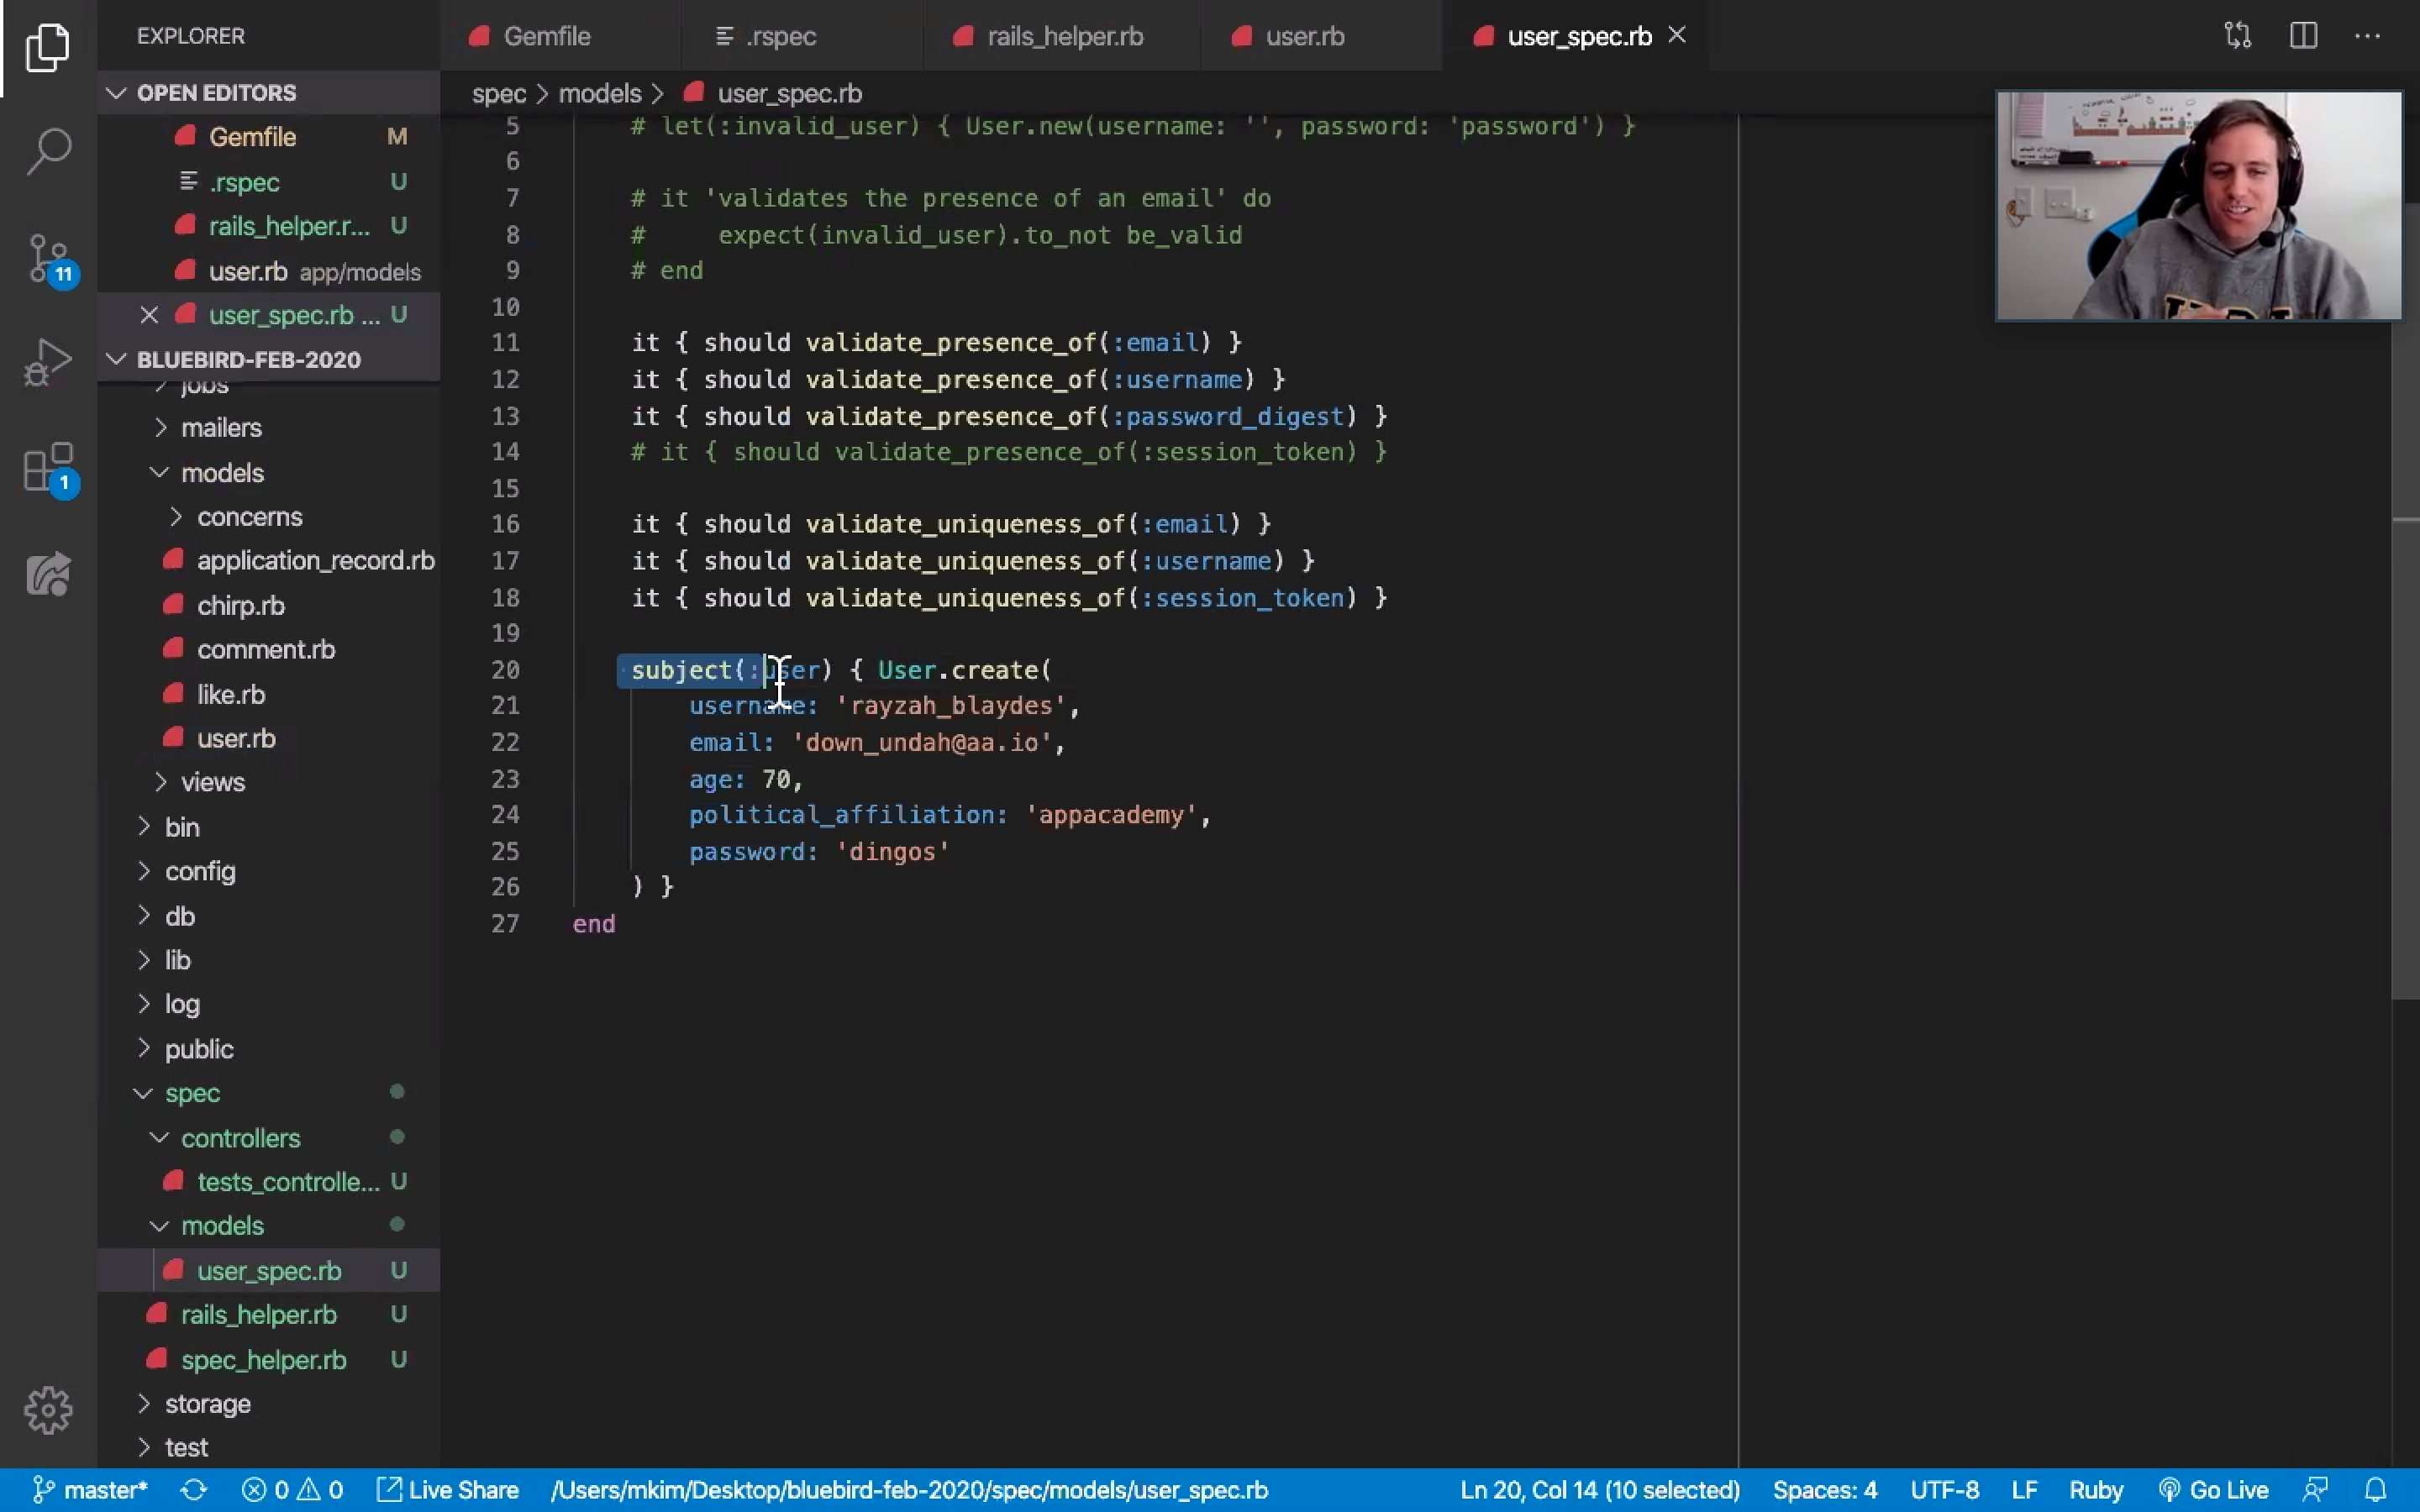 EXPLORER
Gemfile
.rspec
rails_helper.rb
user.rb
user_spec.rb
OPEN EDITORS
Gemfile M
.rspec U
rails_helper.r... U
user.rb app/models
user_spec.rb ... U
BLUEBIRD-FEB-2020
jobs
mailers
models
concerns
application_record.rb
chirp.rb
comment.rb
like.rb
user.rb
views
bin
config
db
lib
log
public
spec
controllers
tests_controlle... U
models
user_spec.rb U
rails_helper.rb U
spec_helper.rb U
storage
test
11
1
spec > models > user_spec.rb
5 # let(:invalid_user) { User.new(username: '', password: 'password') }
6
7 # it 'validates the presence of an email' do
8 #     expect(invalid_user).to_not be_valid
9 # end
10
11 it { should validate_presence_of(:email) }
12 it { should validate_presence_of(:username) }
13 it { should validate_presence_of(:password_digest) }
14 # it { should validate_presence_of(:session_token) }
15
16 it { should validate_uniqueness_of(:email) }
17 it { should validate_uniqueness_of(:username) }
18 it { should validate_uniqueness_of(:session_token) }
19
20 subject(:user) { User.create(
21     username: 'rayzah_blaydes',
22     email: 'down_undah@aa.io',
23     age: 70,
24     political_affiliation: 'appacademy',
25     password: 'dingos'
26 ) }
27 end
master* 0 0 Live Share /Users/mkim/Desktop/bluebird-feb-2020/spec/models/user_spec.rb Ln 20, Col 14 (10 selected) Spaces: 4 UTF-8 LF Ruby Go Live